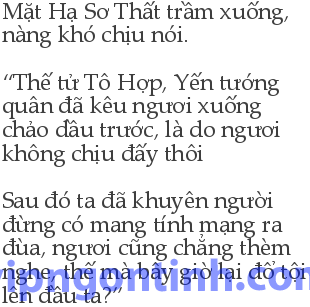 Mặt Hạ Sơ Thất trầm xuống,
nàng khó chịu nói.
“Thế tử Tô Hợp, Yến tướng
quân đã kêu ngươi xuống
chảo dầu trước, là do ngươi
không chịu đấy thôi
Sau đó ta đã khuyên người
đừng có mang tính mạng ra
đùa, ngươi cũng chẳng thèm
nghe, thế mà bây giờ lại đổ tội
lên đầu ta?”